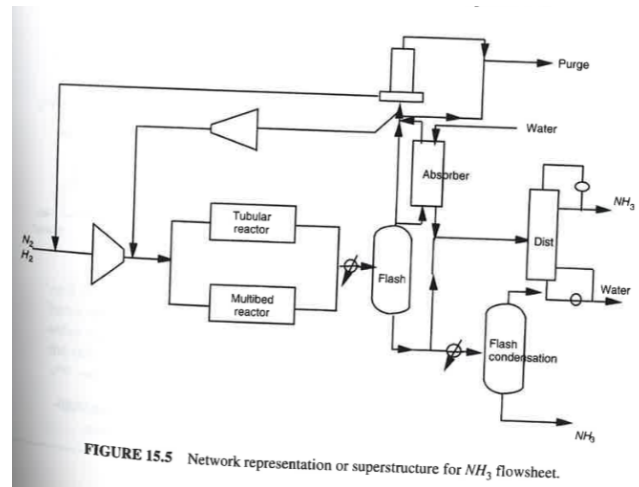 Purge
Water
Absorber
NH₃
Tubular
reactor
N₂
H₂
Dist
Flash
Multibed
reactor
Water
Flash
condensation
NH₃
FIGURE 15.5 Network representation or superstructure for NH₃ flowsheet.